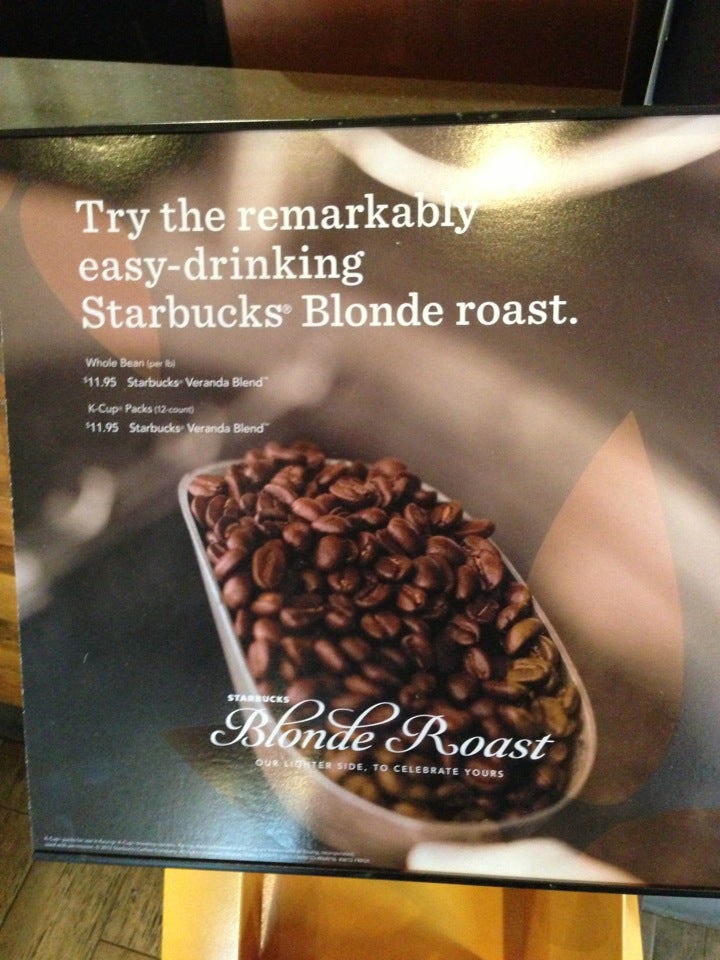 Try the remarkably
easy-drinking
Starbucks® Blonde roast.
Whole Bean (per lb)
$11.95 Starbucks® Veranda Blend™
K-Cup® Packs (12-count)
$11.95 Starbucks® Veranda Blend™
STARBUCKS
Blonde Roast
OUR LIGHTER SIDE, TO CELEBRATE YOURS